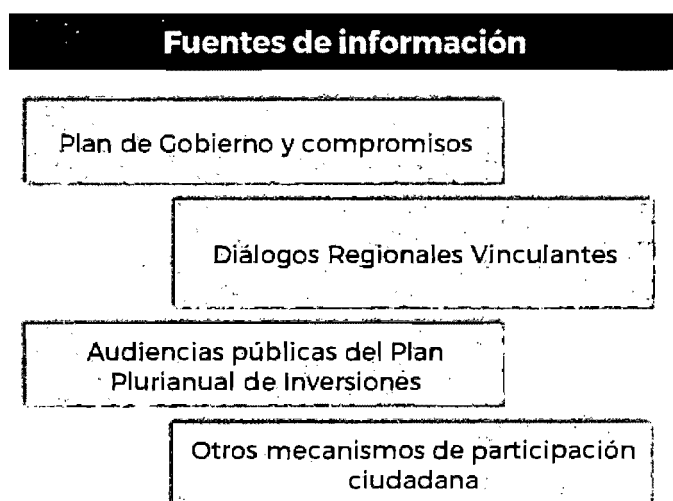 Fuentes de información
Plan de Gobierno y compromisos
Diálogos Regionales Vinculantes
Audiencias públicas del Plan
Plurianual de Inversiones
Otros mecanismos de participación
ciudadana